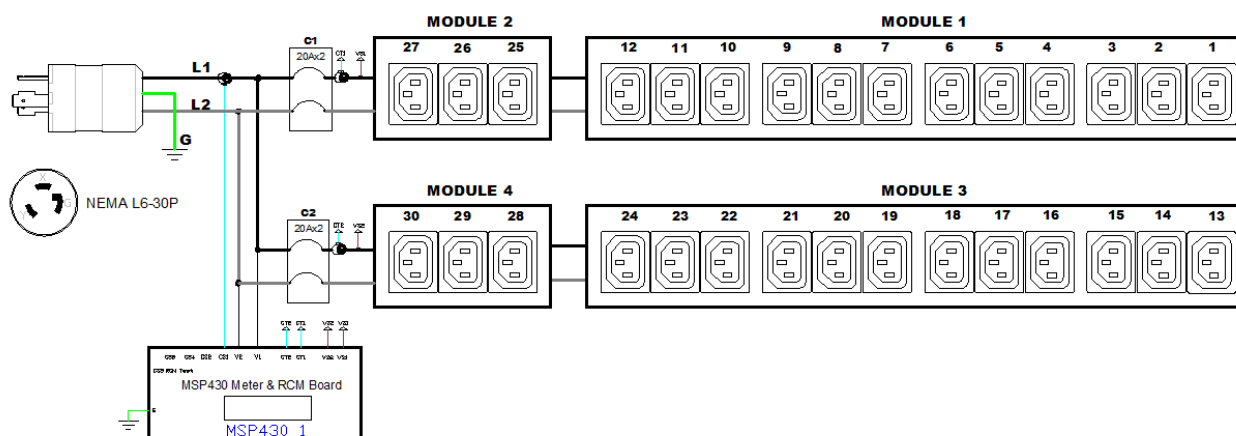 MODULE 2 MODULE 1
C1
27 26 25 12 11 10 9 8 7 6 5 4 3 2 1
20Ax2
L1
L2
G
MODULE 4 MODULE 3
X
Y G
NEMA L6-30P
C2
30 29 28 24 23 22 21 20 19 18 17 16 15 14 13
20Ax2
V2 V1
MSP430 Meter & RCM Board
MSP430 1